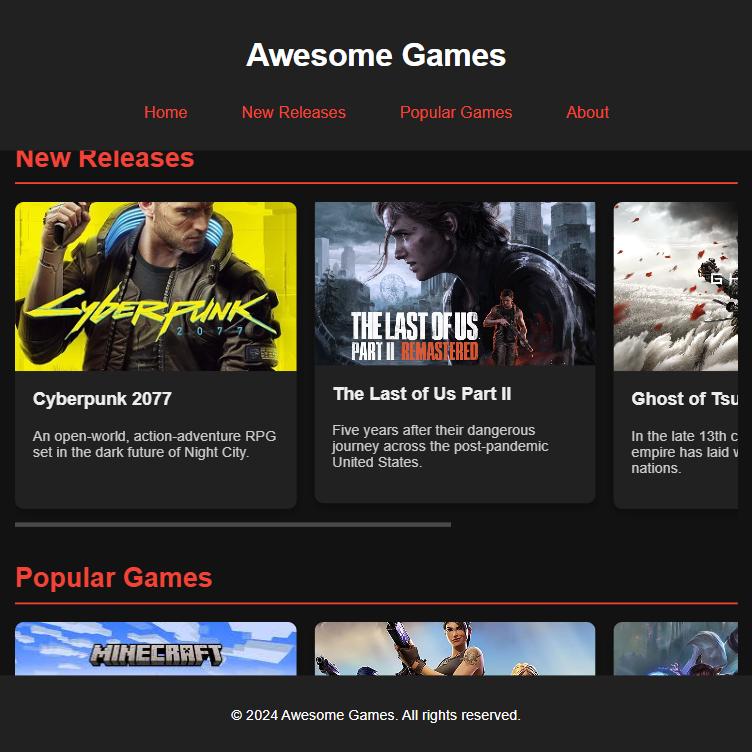 Awesome Games
Home New Releases Popular Games About
New Releases
CYBERPUNK
2077
THE LAST OF US
PART II REMASTERED
G H
Cyberpunk 2077
An open-world, action-adventure RPG
set in the dark future of Night City.
The Last of Us Part II
Five years after their dangerous
journey across the post-pandemic
United States.
Ghost of Tsu
In the late 13th c
empire has laid w
nations.
Popular Games
MINECRAFT
© 2024 Awesome Games. All rights reserved.